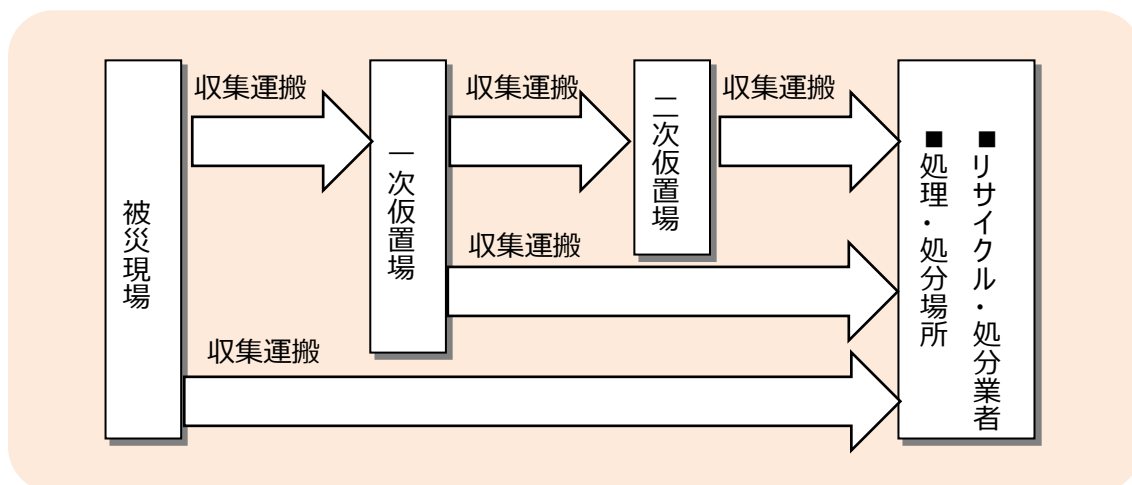 収集運搬
収集運搬
収集運搬
被災現場
一次仮置場
二次仮置場
■リサイクル・処分業者
■処理・処分場所
収集運搬
収集運搬